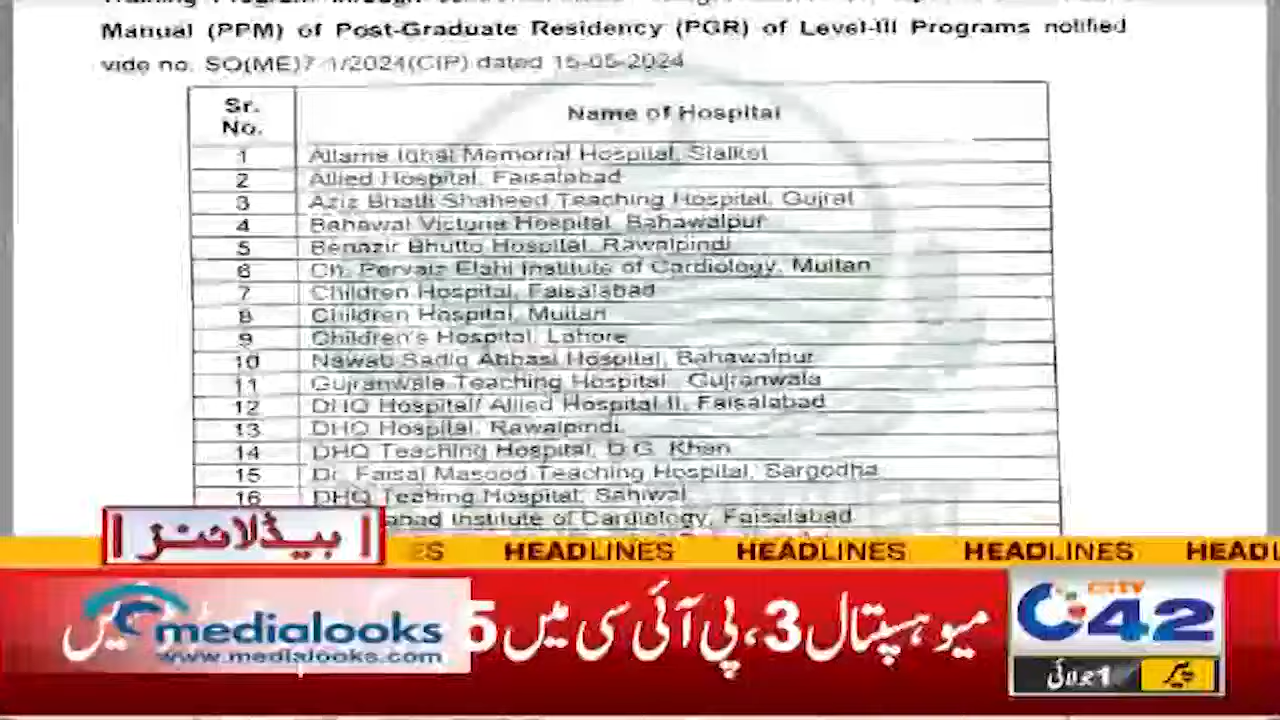 Manual (PPM) of Post-Graduate Residency (PGR) of Level-III Programs notified
vide no. SO(ME)7-1/2024(CIP) dated 15-05-2024
Sr. No. Name of Hospital
1 Allama Iqbal Memorial Hospital, Sialkot
2 Allied Hospital, Faisalabad
3 Aziz Bhatti Shaheed Teaching Hospital, Gujrat
4 Bahawal Victoria Hospital, Bahawalpur
5 Benazir Bhutto Hospital, Rawalpindi
6 Ch. Pervaiz Elahi Institute of Cardiology, Multan
7 Children Hospital, Faisalabad
8 Children Hospital, Multan
9 Children's Hospital, Lahore
10 Nawab Sadiq Abbasi Hospital, Bahawalpur
11 Gujranwala Teaching Hospital, Gujranwala
12 DHQ Hospital/ Allied Hospital-II, Faisalabad
13 DHQ Hospital, Rawalpindi
14 DHQ Teaching Hospital, D.G. Khan
15 Dr. Faisal Masood Teaching Hospital, Sargodha
16 DHQ Teaching Hospital, Sahiwal
abad Institute of Cardiology, Faisalabad
ہیڈلائنز
ES HEADLINES HEADLINES HEADLINES HEADL
میو ہسپتال 3، پی آئی سی میں 5
medialooks
www.medialooks.com
CITY
42
پیر 1 جولائی